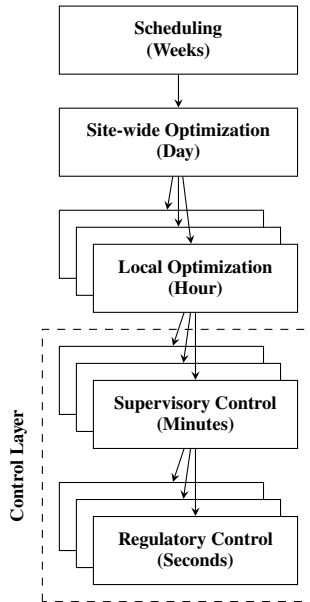 Scheduling
(Weeks)
Site-wide Optimization
(Day)
Local Optimization
(Hour)
Control Layer
Supervisory Control
(Minutes)
Regulatory Control
(Seconds)